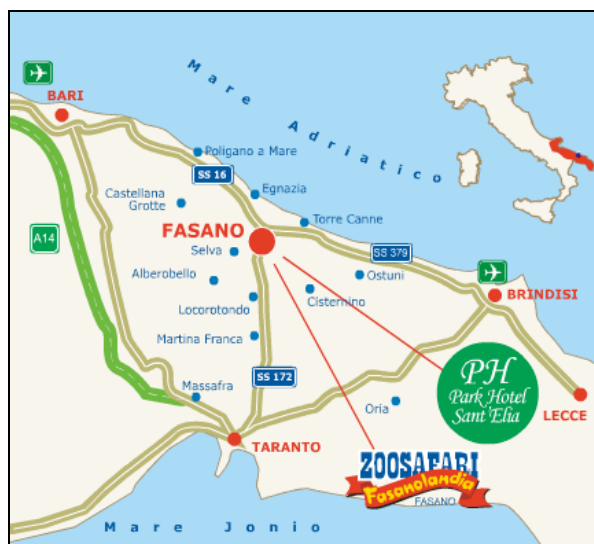 Mare Adriatico
BARI
Poligano a Mare
SS 16
Castellana
Grotte
Egnazia
Torre Canne
FASANO
A14
Selva
SS 379
Alberobello
Ostuni
Cisternino
BRINDISI
Locorotondo
Martina Franca
PH
Park Hotel
Sant'Elia
SS 172
Massafra
Oria
LECCE
TARANTO
ZOOSAFARI
Fasanolandia
FASANO
Mare Jonio